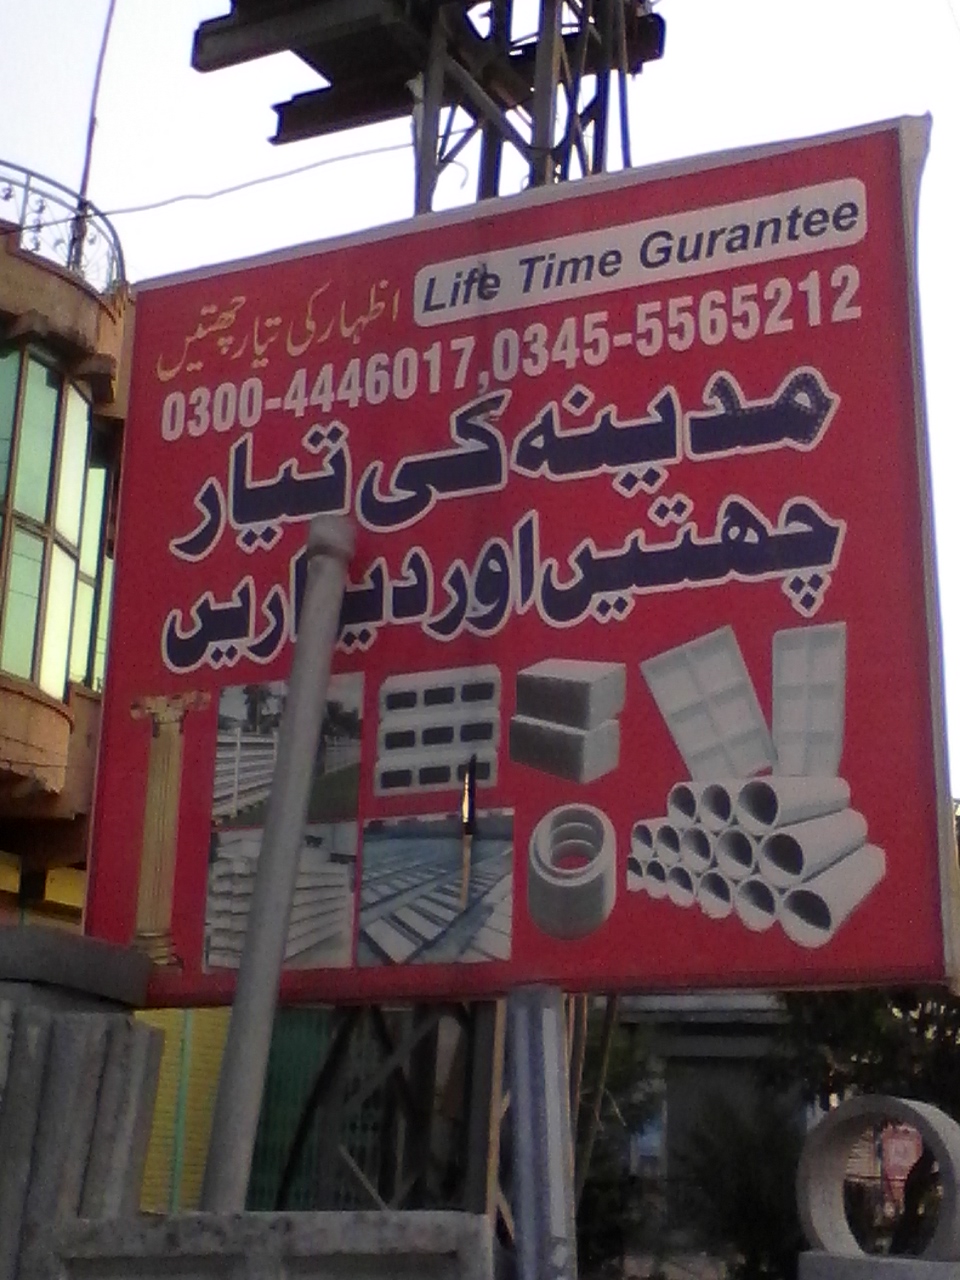 Life Time Gurantee
اظہار کی تیار چھتیں
0300-4446017,0345-5565212
مدینہ کی تیار
چھتیں اور دیواریں